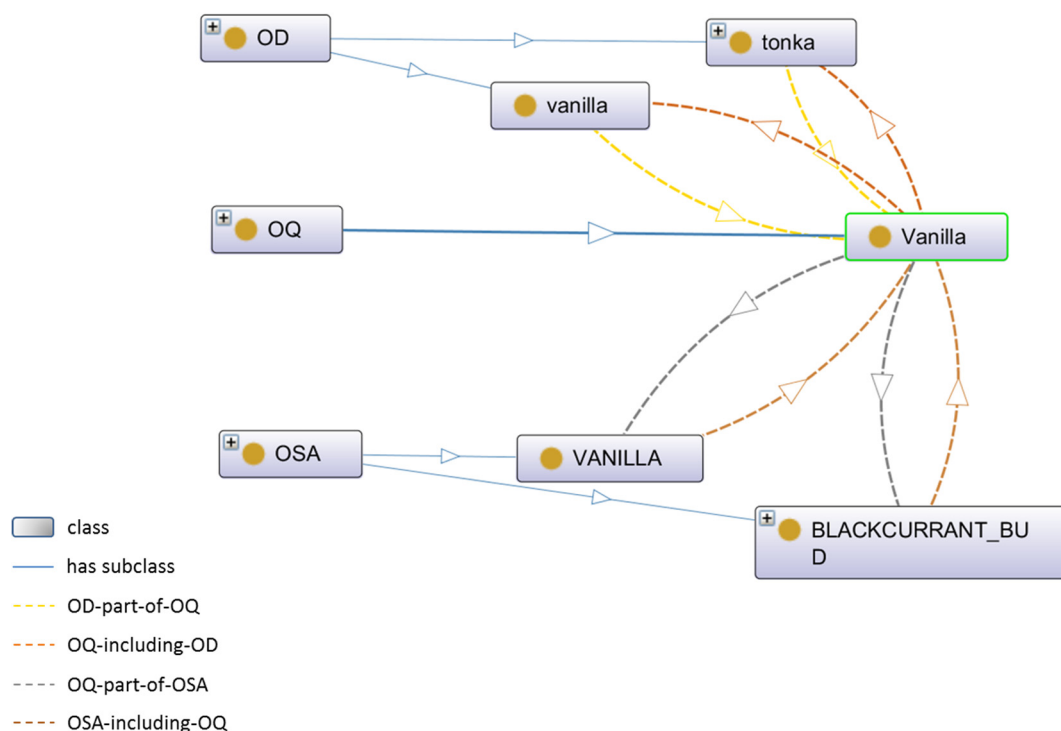 OD
tonka
vanilla
OQ
Vanilla
OSA
VANILLA
BLACKCURRANT_BU
D
class
has subclass
OD-part-of-OQ
OQ-including-OD
OQ-part-of-OSA
OSA-including-OQ